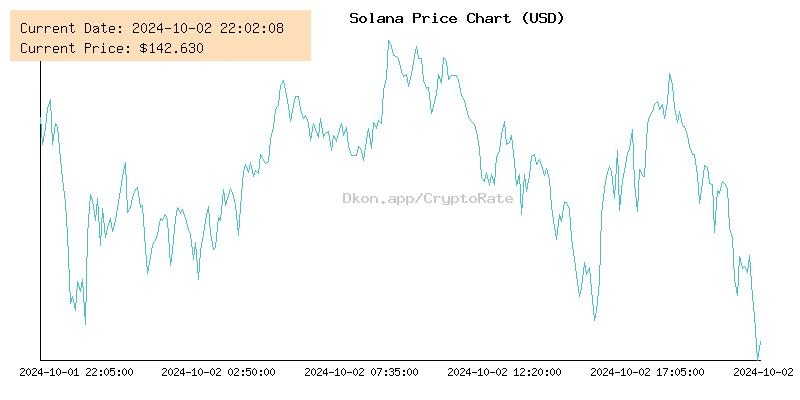 Solana Price Chart (USD)
Current Date: 2024-10-02 22:02:08
Current Price: $142.630
Dkon.app/CryptoRate
2024-10-01 22:05:00 2024-10-02 02:50:00 2024-10-02 07:35:00 2024-10-02 12:20:00 2024-10-02 17:05:00 2024-10-02